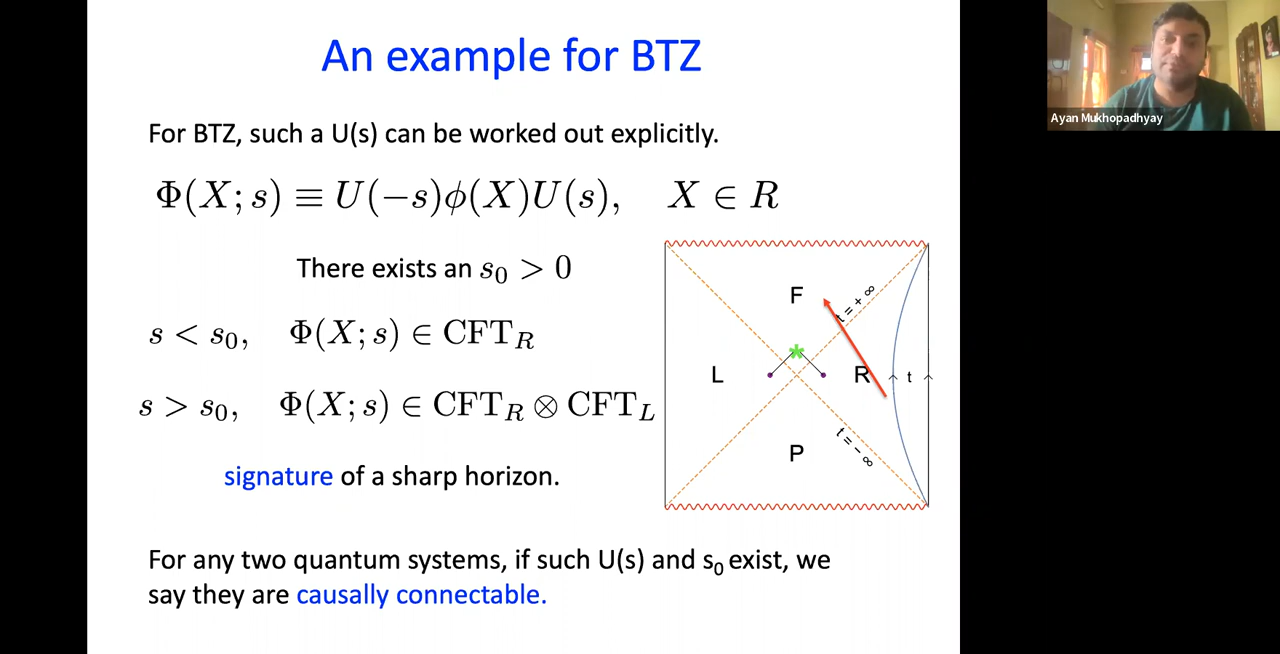 An example for BTZ
For BTZ, such a U(s) can be worked out explicitly.
Φ(X; s) ≡ U(−s)ϕ(X)U(s), X ∈ R
There exists an s₀ > 0
s < s₀, Φ(X; s) ∈ CFT_R
s > s₀, Φ(X; s) ∈ CFT_R ⊗ CFT_L
signature of a sharp horizon.
For any two quantum systems, if such U(s) and s₀ exist, we
say they are causally connectable.
F
t = + ∞
L
R
t
P
t = − ∞
Ayan Mukhopadhyay